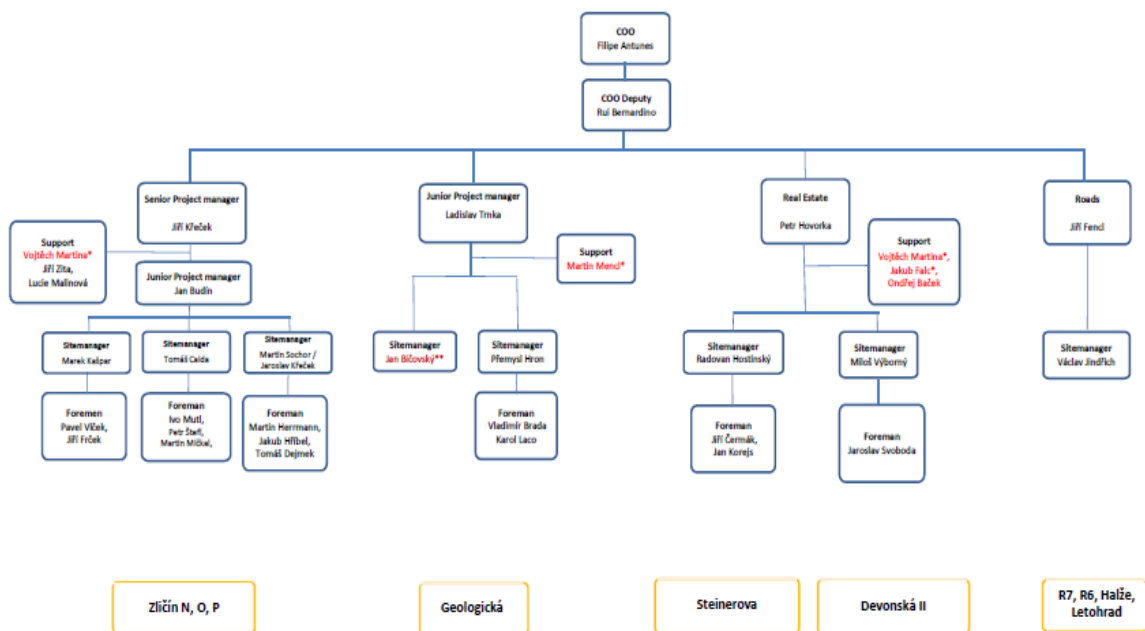 COO
Filipe Antunes
COO Deputy
Rui Bernardino
Senior Project manager
Jiří Křeček
Junior Project manager
Ladislav Trnka
Real Estate
Petr Hovorka
Roads
Jiří Fencl
Support
Vojtěch Martina*
Jiří Zita,
Lucie Malinová
Support
Martin Mencl*
Support
Vojtěch Martina*,
Jakub Falc*,
Ondřej Baček
Junior Project manager
Jan Budín
Sitemanager
Marek Kašpar
Sitemanager
Tomáš Calda
Sitemanager
Martin Sochor /
Jaroslav Křeček
Sitemanager
Jan Bičovský**
Sitemanager
Přemysl Hron
Sitemanager
Radovan Hostinský
Sitemanager
Miloš Výborný
Sitemanager
Václav Jindřich
Foremen
Pavel Vlček,
Jiří Frček
Foreman
Ivo Mutl,
Petr Štefl,
Martin Mičkal,
Foreman
Martin Herrmann,
Jakub Hříbel,
Tomáš Dejmek
Foreman
Vladimír Brada
Karol Laco
Foreman
Jiří Čermák,
Jan Korejs
Foreman
Jaroslav Svoboda
Zličín N, O, P
Geologická
Steinerova
Devonská II
R7, R6, Halže,
Letohrad